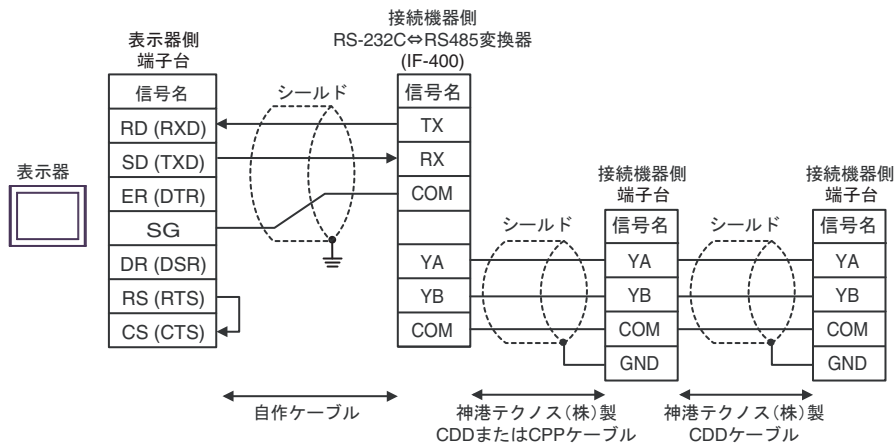 接続機器側
RS-232C⇔RS485変換器
(IF-400)
表示器側
端子台
信号名
シールド
信号名
RD (RXD)
TX
SD (TXD)
RX
表示器
ER (DTR)
COM
接続機器側
端子台
接続機器側
端子台
SG
シールド
信号名
シールド
信号名
DR (DSR)
YA
YA
YA
RS (RTS)
YB
YB
YB
CS (CTS)
COM
COM
COM
GND
GND
自作ケーブル
神港テクノス(株)製
CDDまたはCPPケーブル
神港テクノス(株)製
CDDケーブル